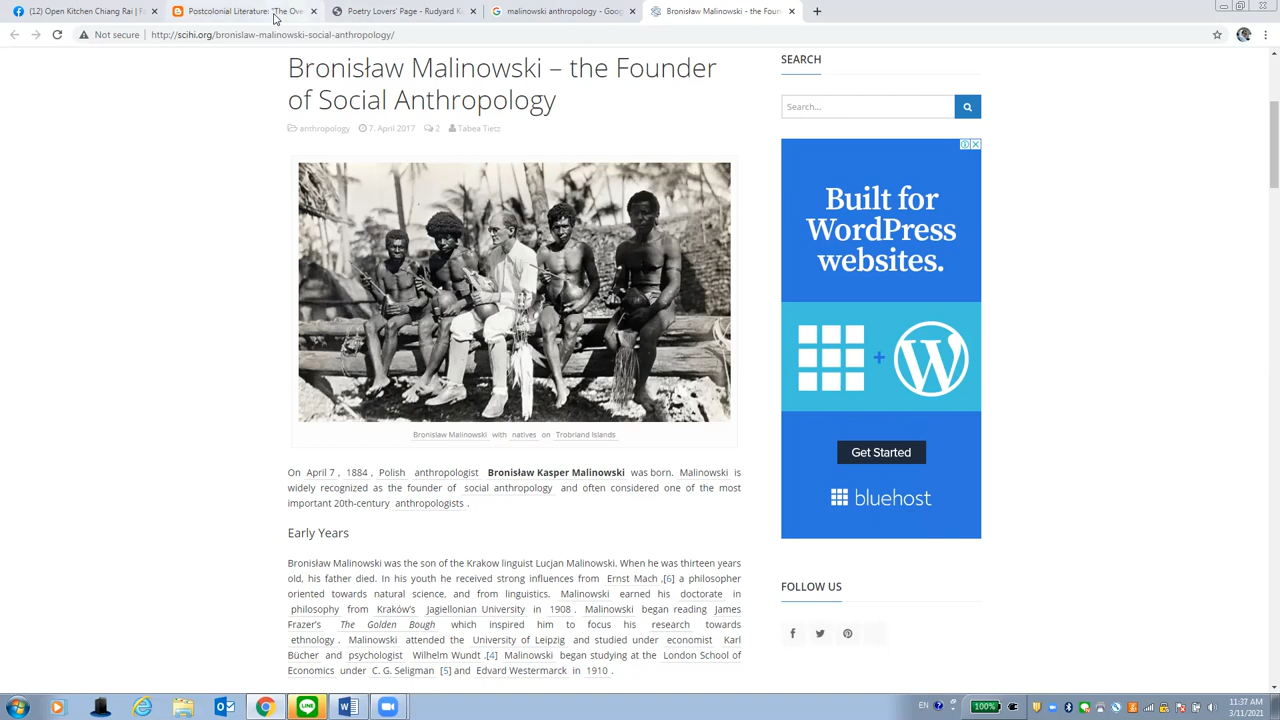 (12) Open Kitchen Chiang Rai | F
Postcolonial Literature: "The Ove
Poetry Lovers' Page - Rudyard K
malinowski anthropology - Goog
Bronisław Malinowski - the Foun
Not secure | http://scihi.org/bronislaw-malinowski-social-anthropology/
Bronisław Malinowski – the Founder
of Social Anthropology
anthropology 7. April 2017 2 Tabea Tietz
Bronislaw Malinowski with natives on Trobriand Islands
On April 7, 1884, Polish anthropologist Bronisław Kasper Malinowski was born. Malinowski is
widely recognized as the founder of social anthropology and often considered one of the most
important 20th-century anthropologists.
Early Years
Bronisław Malinowski was the son of the Krakow linguist Lucjan Malinowski. When he was thirteen years
old, his father died. In his youth he received strong influences from Ernst Mach,[6] a philosopher
oriented towards natural science, and from linguistics. Malinowski earned his doctorate in
philosophy from Kraków's Jagiellonian University in 1908. Malinowski began reading James
Frazer's The Golden Bough which inspired him to focus his research towards
ethnology. Malinowski attended the University of Leipzig and studied under economist Karl
Bücher and psychologist Wilhelm Wundt.[4] Malinowski began studying at the London School of
Economics under C. G. Seligman [5] and Edvard Westermarck in 1910.
SEARCH
Search...
Built for
WordPress
websites.
+
Get Started
bluehost
FOLLOW US
LINE
EN
100%
11:37 AM
3/11/2021